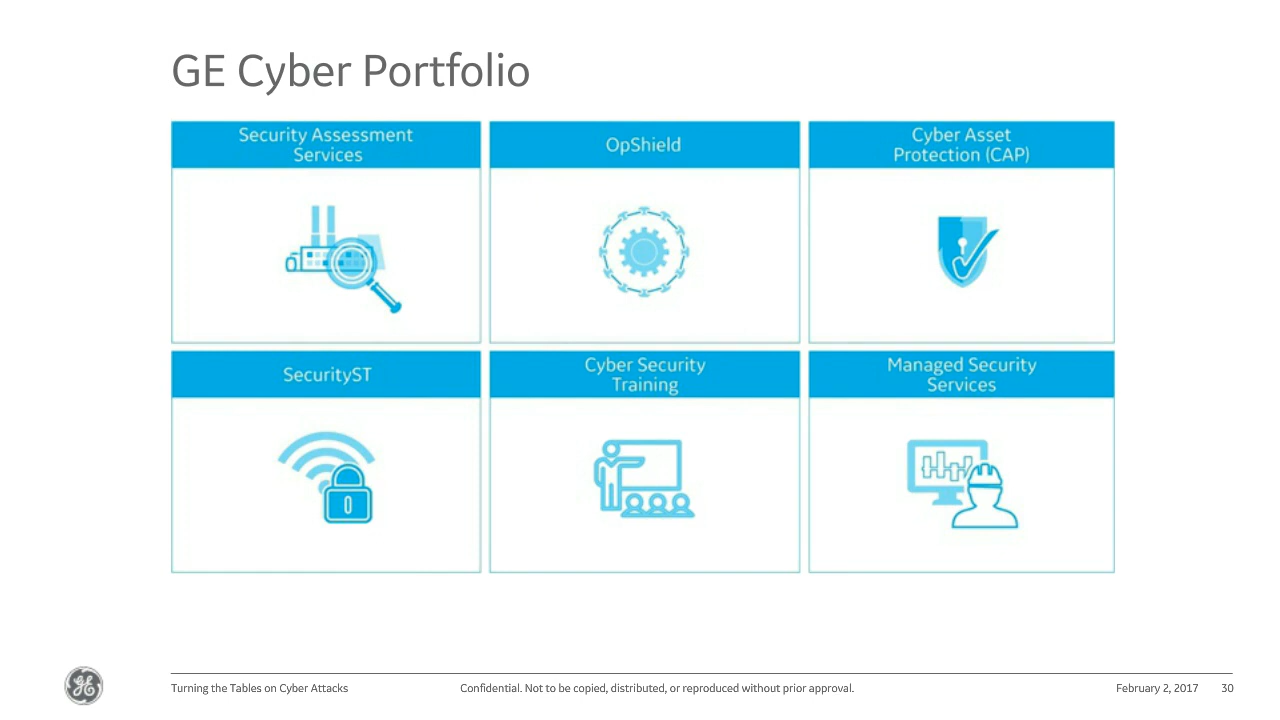 GE Cyber Portfolio
Security Assessment
Services
OpShield
Cyber Asset
Protection (CAP)
SecurityST
Cyber Security
Training
Managed Security
Services
GE
Turning the Tables on Cyber Attacks
Confidential. Not to be copied, distributed, or reproduced without prior approval.
February 2, 2017
30